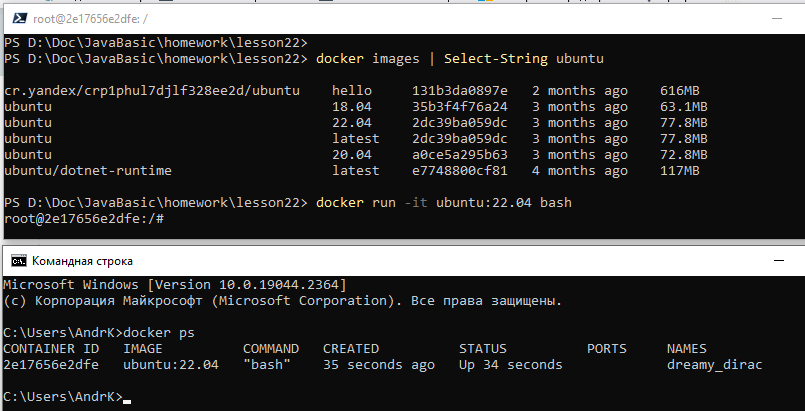 root@2e17656e2dfe: /
PS D:\Doc\JavaBasic\homework\lesson22>
PS D:\Doc\JavaBasic\homework\lesson22> docker images | Select-String ubuntu
cr.yandex/crp1phul7djlf328ee2d/ubuntu    hello     131b3da0897e   2 months ago    616MB
ubuntu    18.04     35b3f4f76a24   3 months ago    63.1MB
ubuntu    22.04     2dc39ba059dc   3 months ago    77.8MB
ubuntu    latest    2dc39ba059dc   3 months ago    77.8MB
ubuntu    20.04     a0ce5a295b63   3 months ago    72.8MB
ubuntu/dotnet-runtime    latest    e7748800cf81   4 months ago    117MB
PS D:\Doc\JavaBasic\homework\lesson22> docker run -it ubuntu:22.04 bash
root@2e17656e2dfe:/#
Командная строка
Microsoft Windows [Version 10.0.19044.2364]
(c) Корпорация Майкрософт (Microsoft Corporation). Все права защищены.
C:\Users\AndrK>docker ps
CONTAINER ID   IMAGE          COMMAND   CREATED          STATUS          PORTS     NAMES
2e17656e2dfe   ubuntu:22.04   "bash"    35 seconds ago   Up 34 seconds             dreamy_dirac
C:\Users\AndrK>